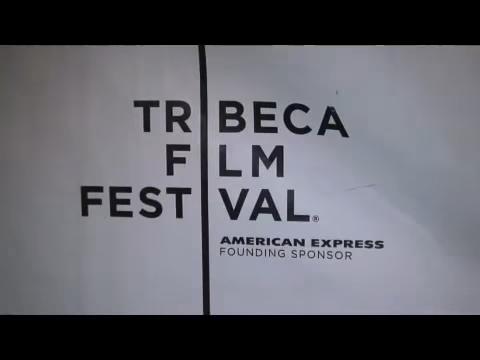 TRIBECA
FILM
FESTIVAL®
AMERICAN EXPRESS
FOUNDING SPONSOR